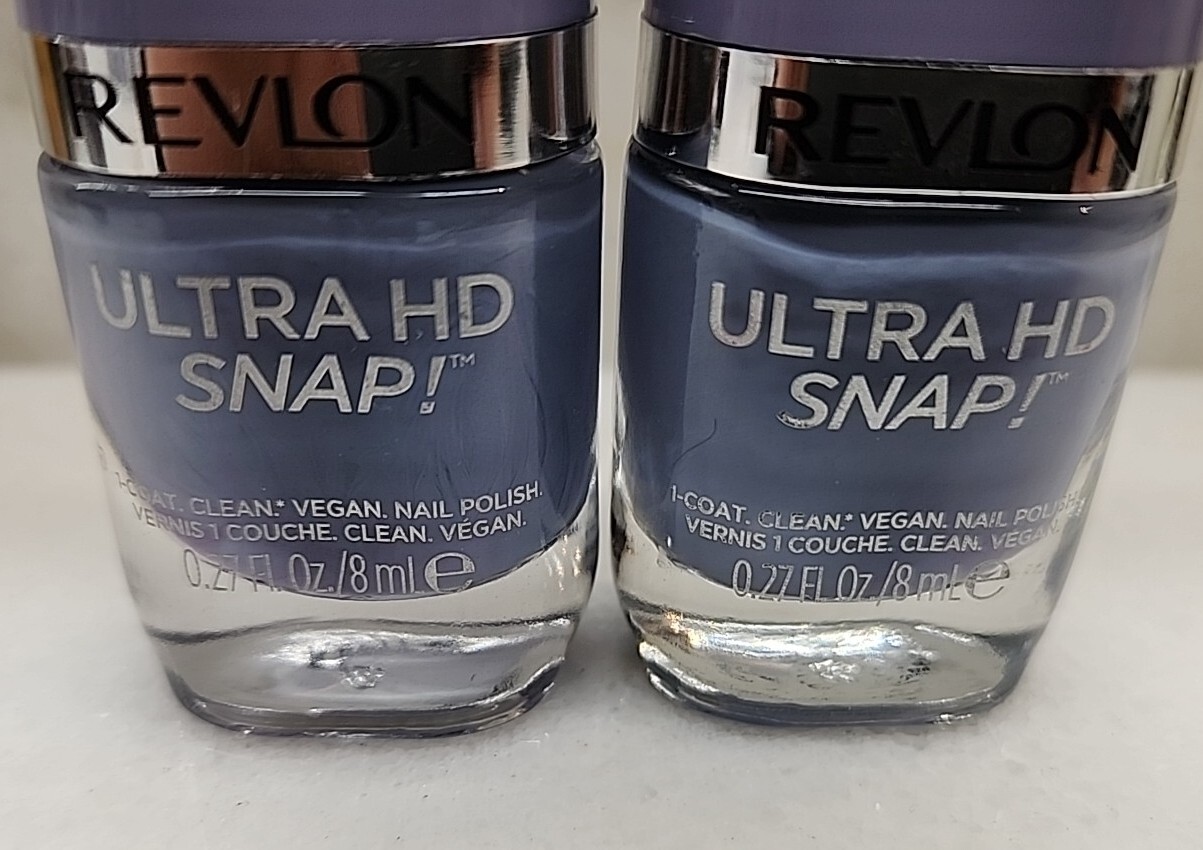 REVLON
ULTRA HD
SNAP!™
1-COAT. CLEAN.* VEGAN. NAIL POLISH.
VERNIS 1 COUCHE. CLEAN. VÉGAN.
0.27 FL.Oz./8 mL e
REVLON
ULTRA HD
SNAP!™
1-COAT. CLEAN.* VEGAN. NAIL POLISH.
VERNIS 1 COUCHE. CLEAN. VÉGAN.
0.27 FL.Oz./8 mL e